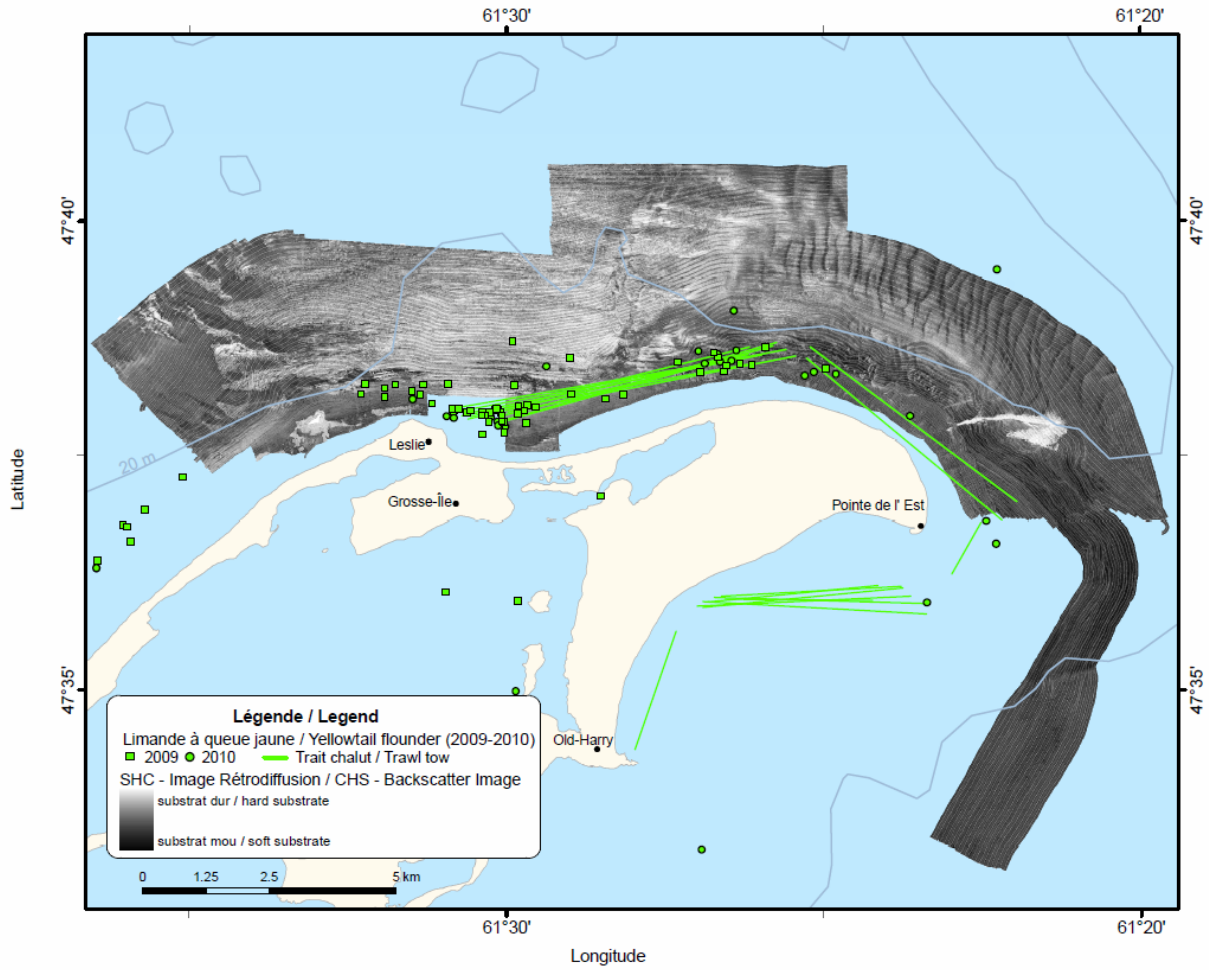 61°30' 61°20'
47°40' 47°40'
20 m
Leslie
Grosse-Île
Pointe de l' Est
Latitude
47°35' 47°35'
Old-Harry
Légende / Legend
Limande à queue jaune / Yellowtail flounder (2009-2010)
2009 2010 Trait chalut / Trawl tow
SHC - Image Rétrodiffusion / CHS - Backscatter Image
substrat dur / hard substrate
substrat mou / soft substrate
0 1.25 2.5 5 km
61°30' 61°20'
Longitude